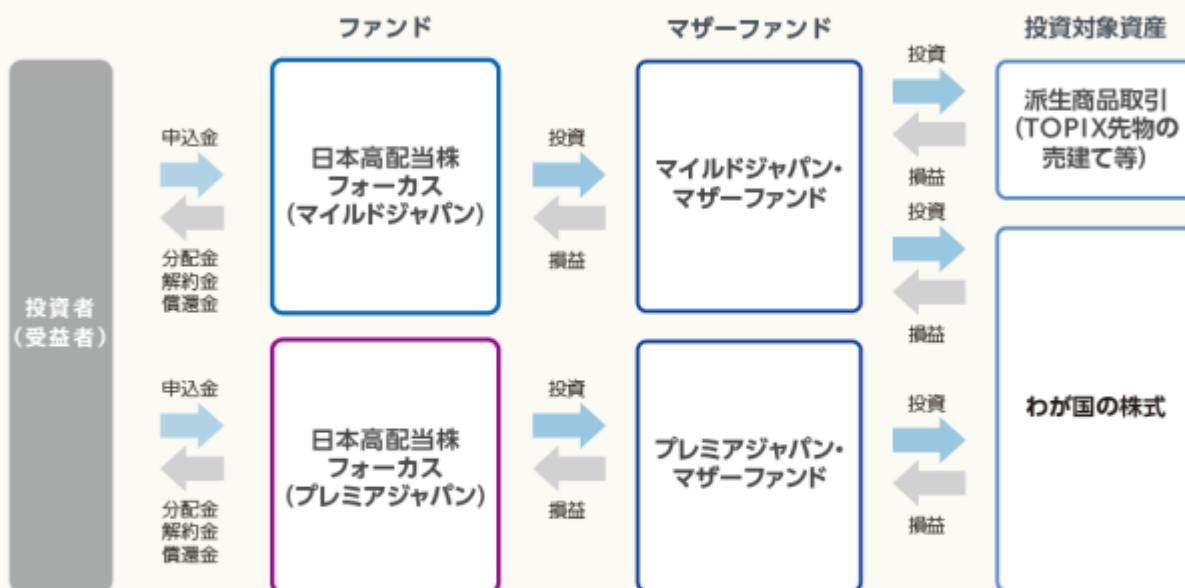 ファンド
マザーファンド
投資対象資産
投資者
(受益者)
申込金
分配金
解約金
償還金
日本高配当株
フォーカス
(マイルドジャパン)
投資
損益
マイルドジャパン・
マザーファンド
投資
損益
派生商品取引
(TOPIX先物の
売建て等)
投資
損益
申込金
分配金
解約金
償還金
日本高配当株
フォーカス
(プレミアジャパン)
投資
損益
プレミアジャパン・
マザーファンド
投資
損益
わが国の株式